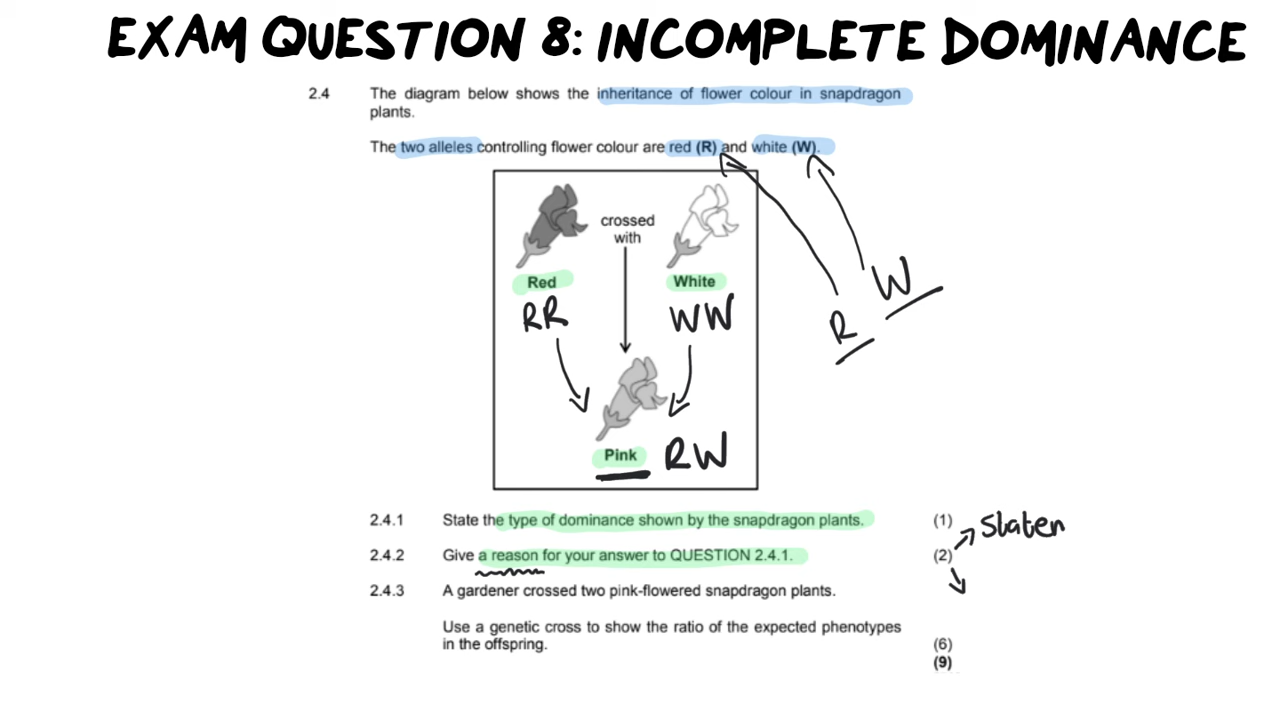 EXAM QUESTION 8: INCOMPLETE DOMINANCE
2.4 The diagram below shows the inheritance of flower colour in snapdragon
plants.
The two alleles controlling flower colour are red (R) and white (W).
crossed
with
Red White
RR WW
W
R
Pink RW
2.4.1 State the type of dominance shown by the snapdragon plants. (1)
2.4.2 Give a reason for your answer to QUESTION 2.4.1. (2)
2.4.3 A gardener crossed two pink-flowered snapdragon plants.
Use a genetic cross to show the ratio of the expected phenotypes
in the offspring. (6)
(9)